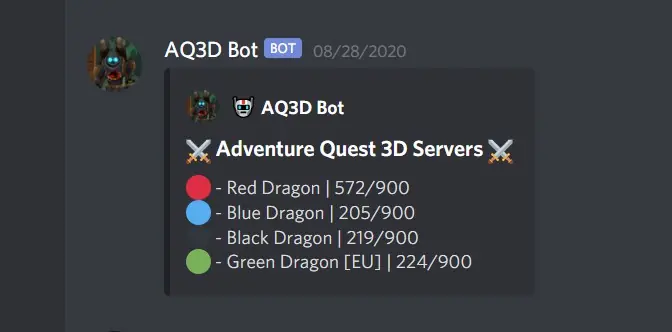 AQ3D Bot BOT 08/28/2020
AQ3D Bot
Adventure Quest 3D Servers
- Red Dragon | 572/900
- Blue Dragon | 205/900
- Black Dragon | 219/900
- Green Dragon [EU] | 224/900